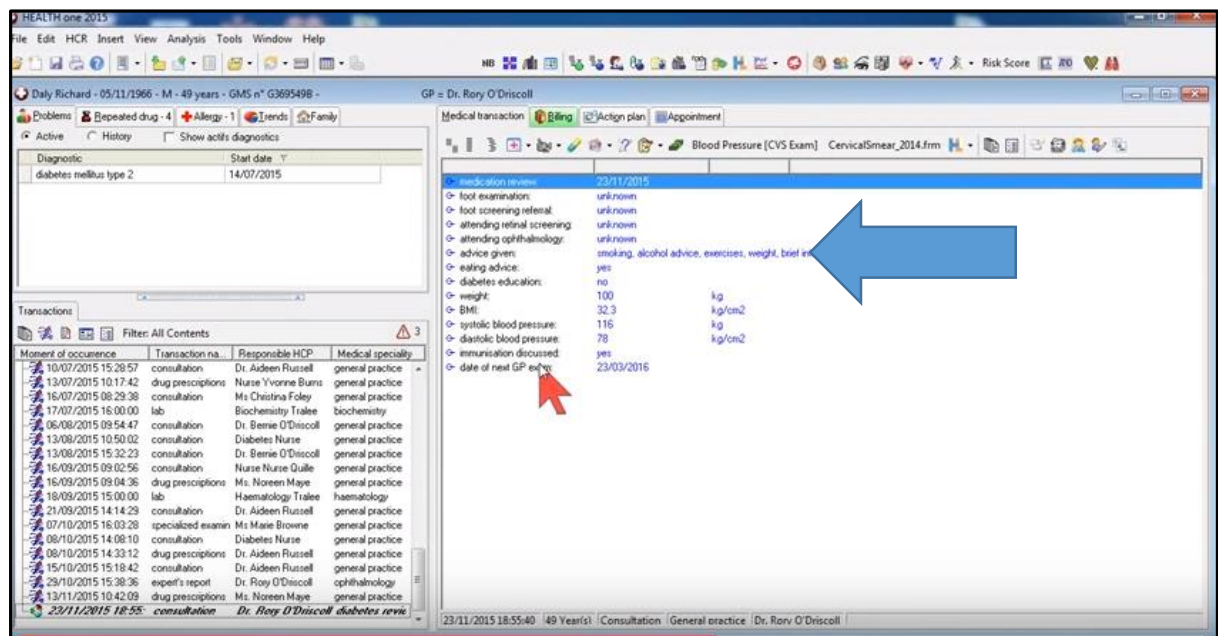 HEALTH one 2015
File Edit HCR Insert View Analysis Tools Window Help
NB Risk Score
Daly Richard - 05/11/1966 - M - 49 years - GMS n° G369549B - GP = Dr. Rory O'Driscoll
Problems Repeated drug - 4 Allergy - 1 Trends Family
Active History Show actifs diagnostics
Diagnostic Start date
diabetes mellitus type 2 14/07/2015
Medical transaction Billing Action plan Appointment
Blood Pressure [CVS Exam] CervicalSmear_2014.frm
medication review: 23/11/2015
foot examination: unknown
foot screening referral: unknown
attending retinal screening: unknown
attending ophthalmology: unknown
advice given: smoking, alcohol advice, exercises, weight, brief
eating advice: yes
diabetes education: no
weight: 100 kg
BMI: 32.3 kg/cm2
systolic blood pressure: 116 kg
diastolic blood pressure: 78 kg/cm2
immunisation discussed: yes
date of next GP 23/03/2016
Transactions
Filter: All Contents 3
Moment of occurrence Transaction na... Responsible HCP Medical speciality
10/07/2015 15:28:57 consultation Dr. Aideen Russell general practice
13/07/2015 10:17:42 drug prescriptions Nurse Yvonne Burns general practice
16/07/2015 08:29:38 consultation Ms Christina Foley general practice
17/07/2015 16:00:00 lab Biochemistry Tralee biochemistry
06/08/2015 09:54:47 consultation Dr. Bernie O'Driscoll general practice
13/08/2015 10:50:02 consultation Diabetes Nurse general practice
13/08/2015 15:32:23 consultation Dr. Bernie O'Driscoll general practice
16/09/2015 09:02:56 consultation Nurse Nurse Quille general practice
16/09/2015 09:04:36 drug prescriptions Ms. Noreen Maye general practice
18/09/2015 15:00:00 lab Haematology Tralee haematology
21/09/2015 14:14:29 consultation Dr. Aideen Russell general practice
07/10/2015 16:03:28 specialized examin Ms Marie Browne general practice
08/10/2015 14:08:10 consultation Diabetes Nurse general practice
08/10/2015 14:33:12 drug prescriptions Dr. Aideen Russell general practice
15/10/2015 15:18:42 consultation Dr. Aideen Russell general practice
29/10/2015 15:38:36 expert's report Dr. Rory O'Driscoll ophthalmology
13/11/2015 10:42:09 drug prescriptions Ms. Noreen Maye general practice
23/11/2015 18:55: consultation Dr. Rory O'Driscoll diabetes revie
23/11/2015 18:55:40 49 Year(s) Consultation General practice Dr. Rory O'Driscoll